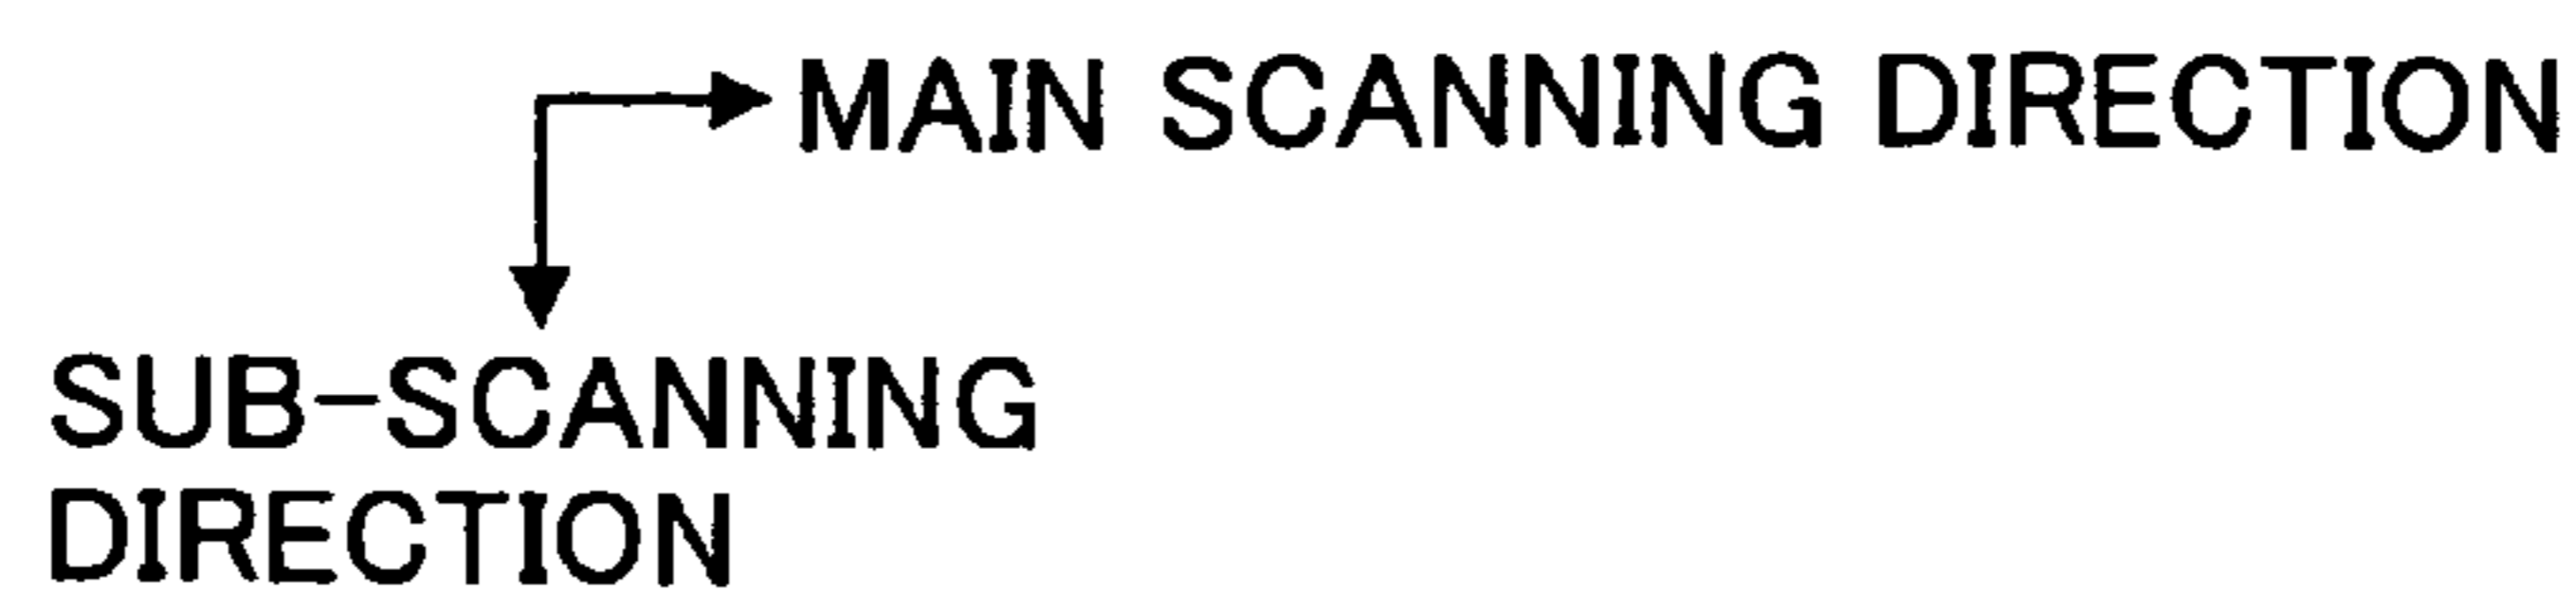 MAIN SCANNING DIRECTION
SUB-SCANNING
DIRECTION